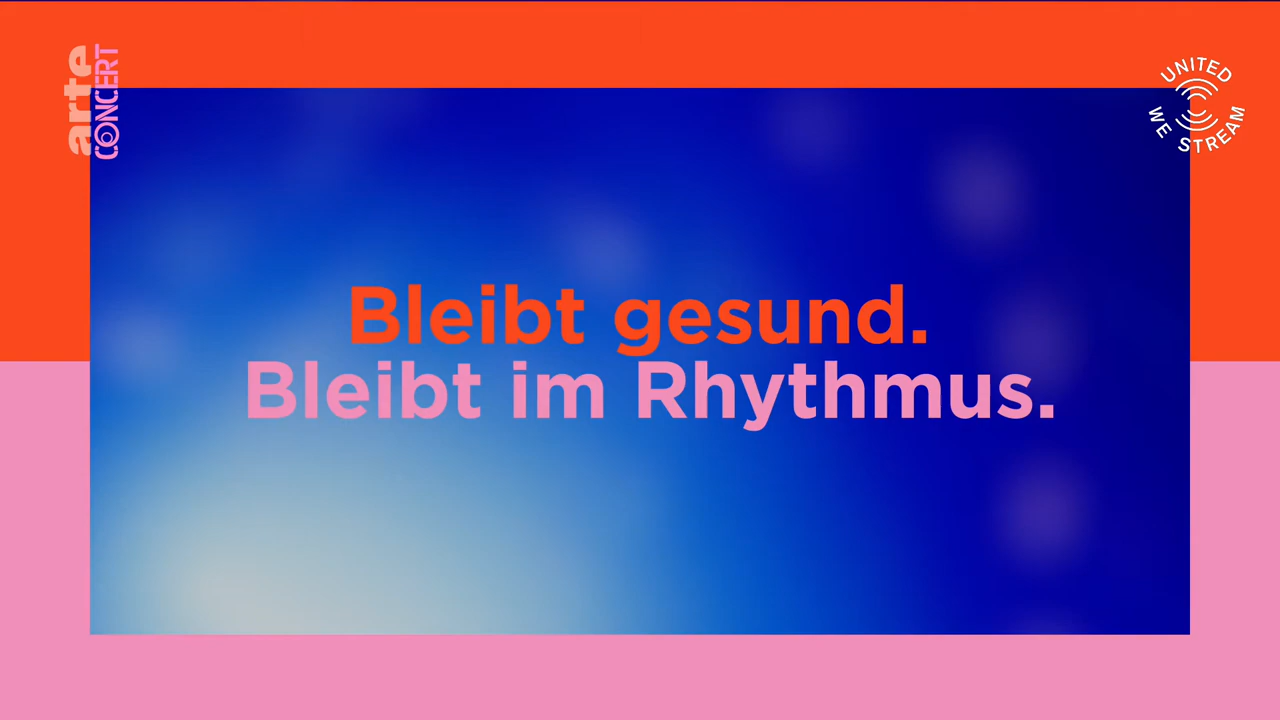 arte
CONCERT
UNITED
WE STREAM
Bleibt gesund.
Bleibt im Rhythmus.